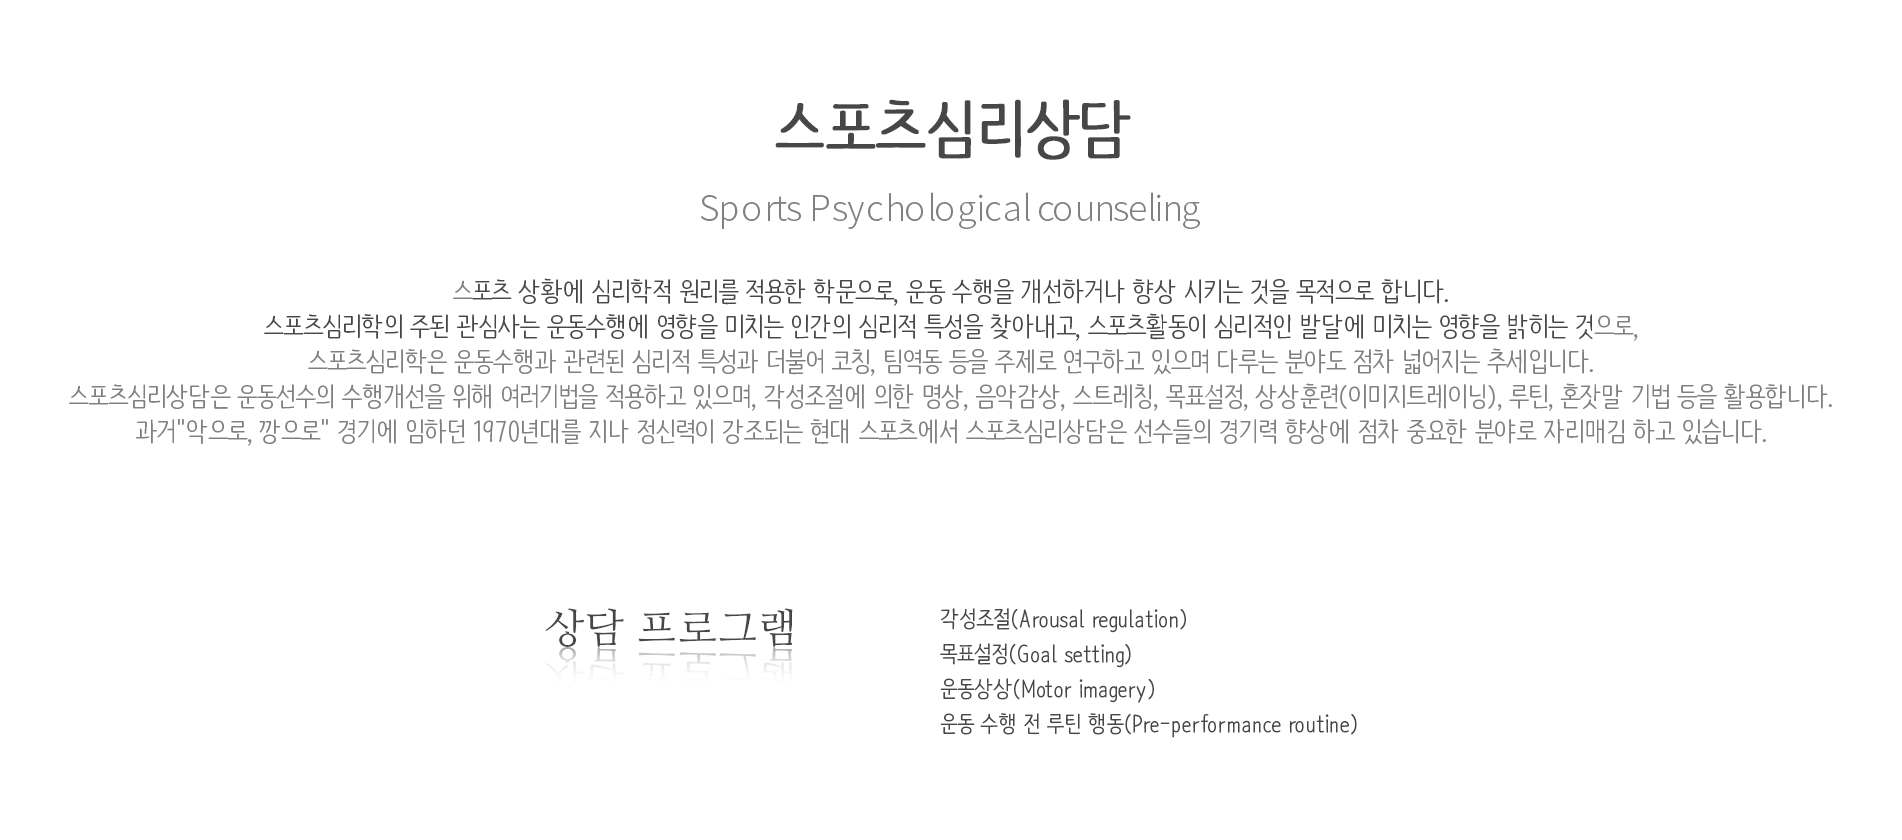 스포츠심리상담
Sports Psychological counseling
스포츠 상황에 심리학적 원리를 적용한 학문으로, 운동 수행을 개선하거나 향상 시키는 것을 목적으로 합니다.
스포츠심리학의 주된 관심사는 운동수행에 영향을 미치는 인간의 심리적 특성을 찾아내고, 스포츠활동이 심리적인 발달에 미치는 영향을 밝히는 것으로,
스포츠심리학은 운동수행과 관련된 심리적 특성과 더불어 코칭, 팀역동 등을 주제로 연구하고 있으며 다루는 분야도 점차 넓어지는 추세입니다.
스포츠심리상담은 운동선수의 수행개선을 위해 여러기법을 적용하고 있으며, 각성조절에 의한 명상, 음악감상, 스트레칭, 목표설정, 상상훈련(이미지트레이닝), 루틴, 혼잣말 기법 등을 활용합니다.
과거"악으로, 깡으로" 경기에 임하던 1970년대를 지나 정신력이 강조되는 현대 스포츠에서 스포츠심리상담은 선수들의 경기력 향상에 점차 중요한 분야로 자리매김 하고 있습니다.
상담 프로그램
각성조절(Arousal regulation)
목표설정(Goal setting)
운동상상(Motor imagery)
운동 수행 전 루틴 행동(Pre-performance routine)